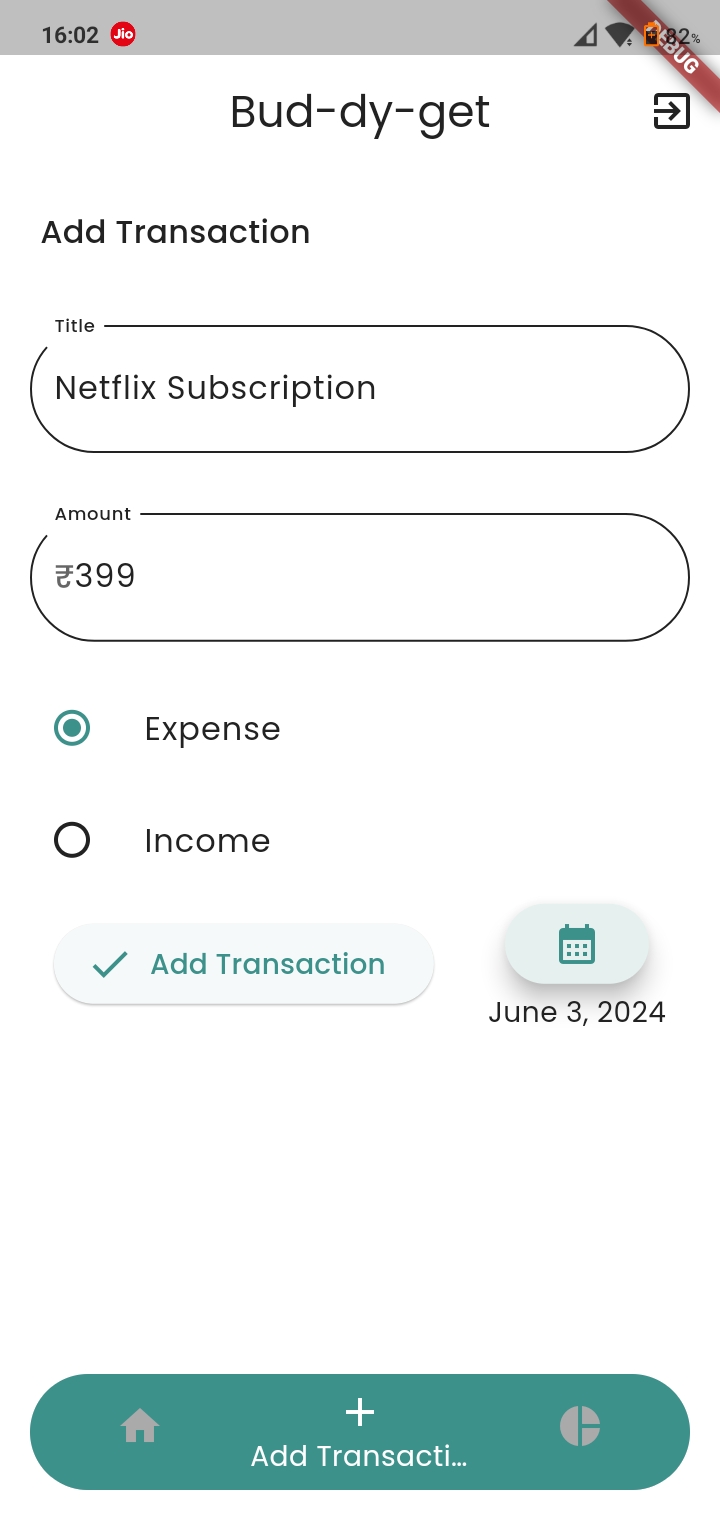 16:02 Jio 82%
DEBUG
Bud-dy-get
Add Transaction
Title
Netflix Subscription
Amount
₹399
Expense
Income
Add Transaction
June 3, 2024
Add Transacti...